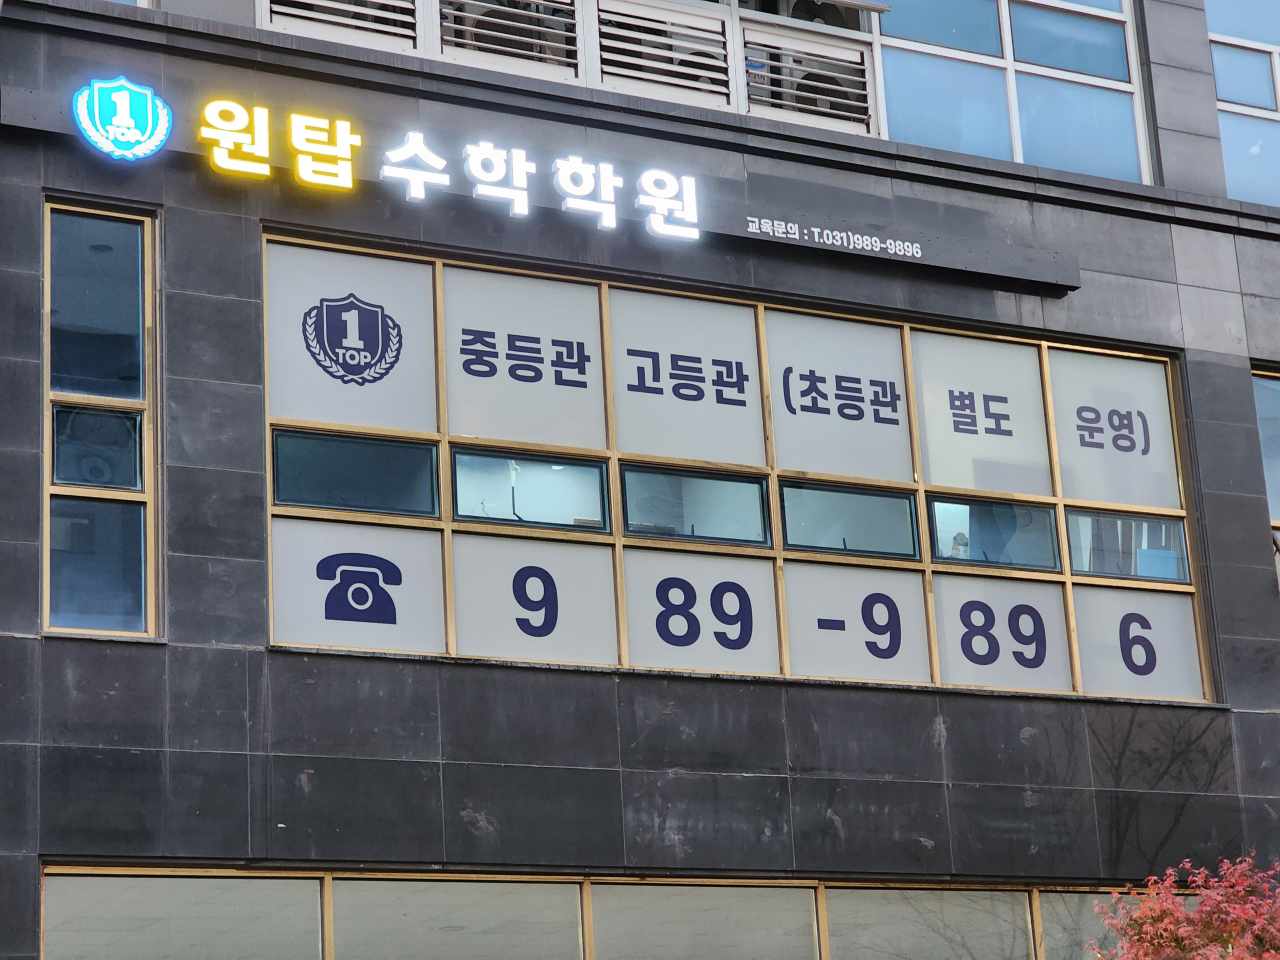 1
TOP
원탑 수학학원
교육문의 : T.031)989-9896
1
TOP
중등관 고등관 (초등관 별도 운영)
☎ 989-9896